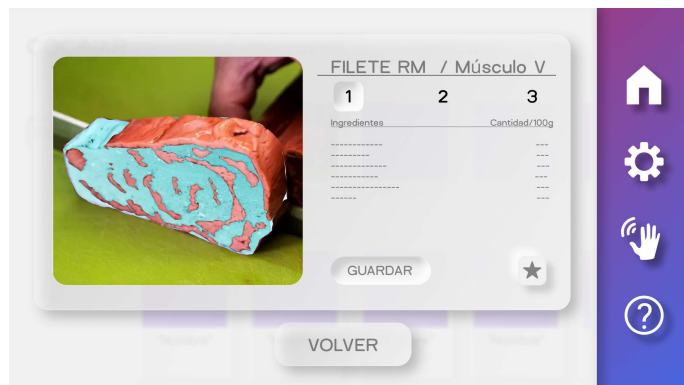 FILETE RM / Músculo V
1 2 3
Ingredientes Cantidad/100g
------------ ---
--------- ---
------------- ---
----------- ---
---------------- ---
------ ---
GUARDAR
VOLVER